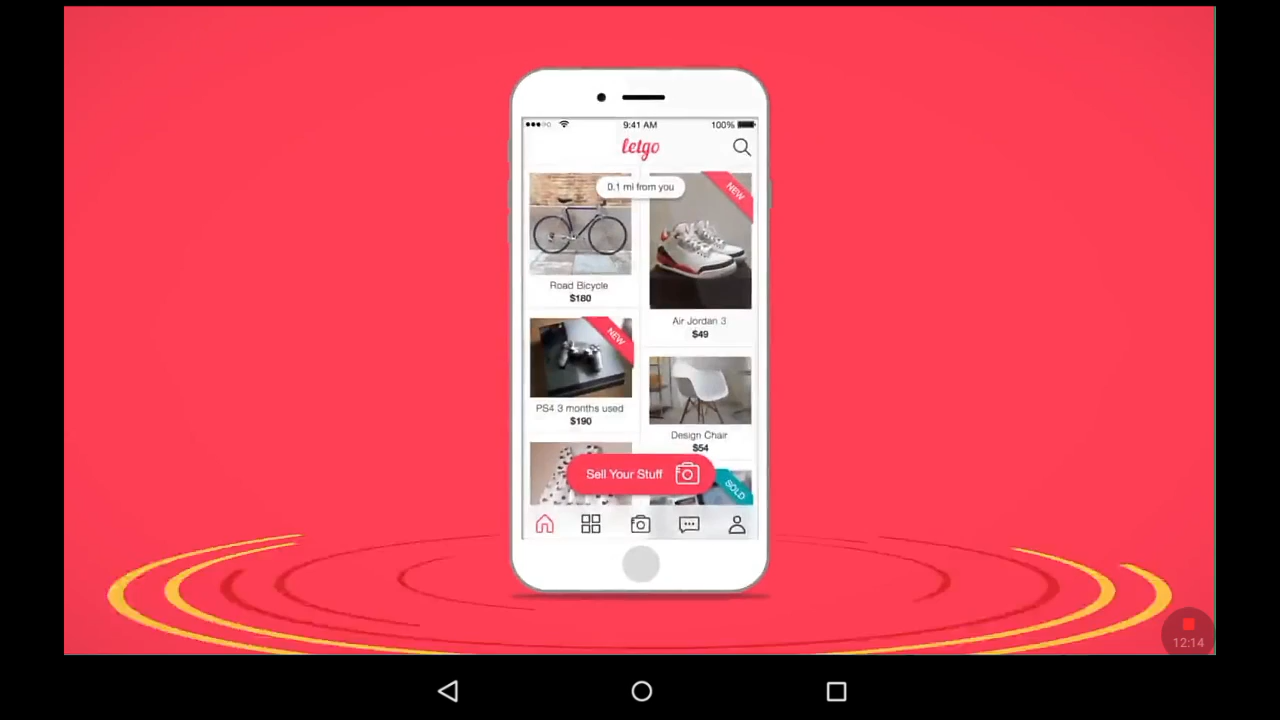 9:41 AM 100%
letgo
0.1 mi from you
NEW
Road Bicycle
$180
Air Jordan 3
$49
NEW
PS4 3 months used
$190
Design Chair
$54
Sell Your Stuff
SOLD
12:14